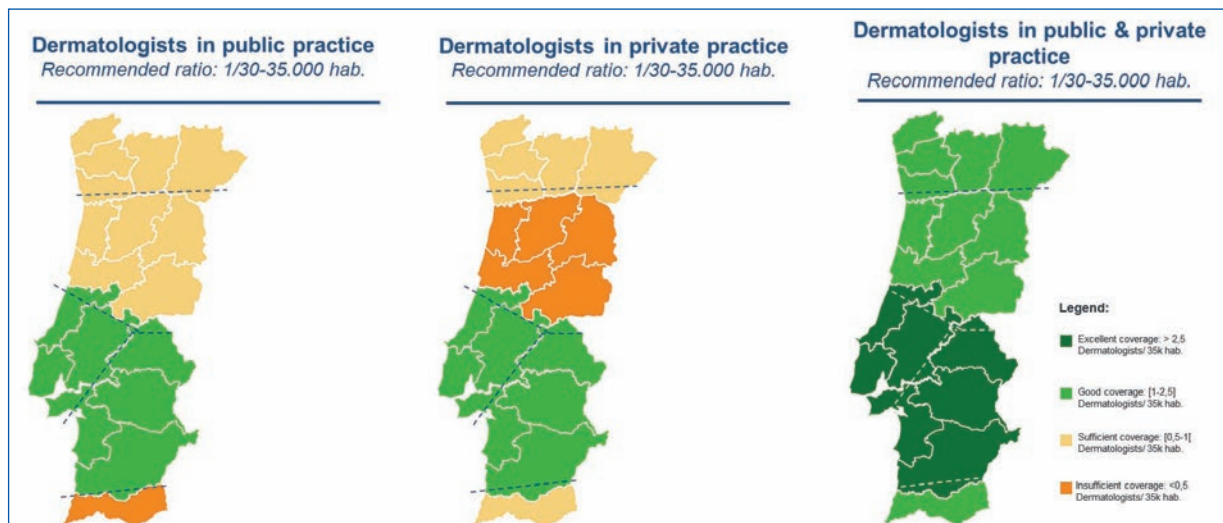 Dermatologists in public practice
Recommended ratio: 1/30-35.000 hab.
Dermatologists in private practice
Recommended ratio: 1/30-35.000 hab.
Dermatologists in public & private
practice
Recommended ratio: 1/30-35.000 hab.
Legend:
Excellent coverage: > 2,5
Dermatologists/ 35k hab.
Good coverage: [1-2,5]
Dermatologists/ 35k hab.
Sufficient coverage: [0,5-1[
Dermatologists/ 35k hab.
Insufficient coverage: <0,5
Dermatologists/ 35k hab.